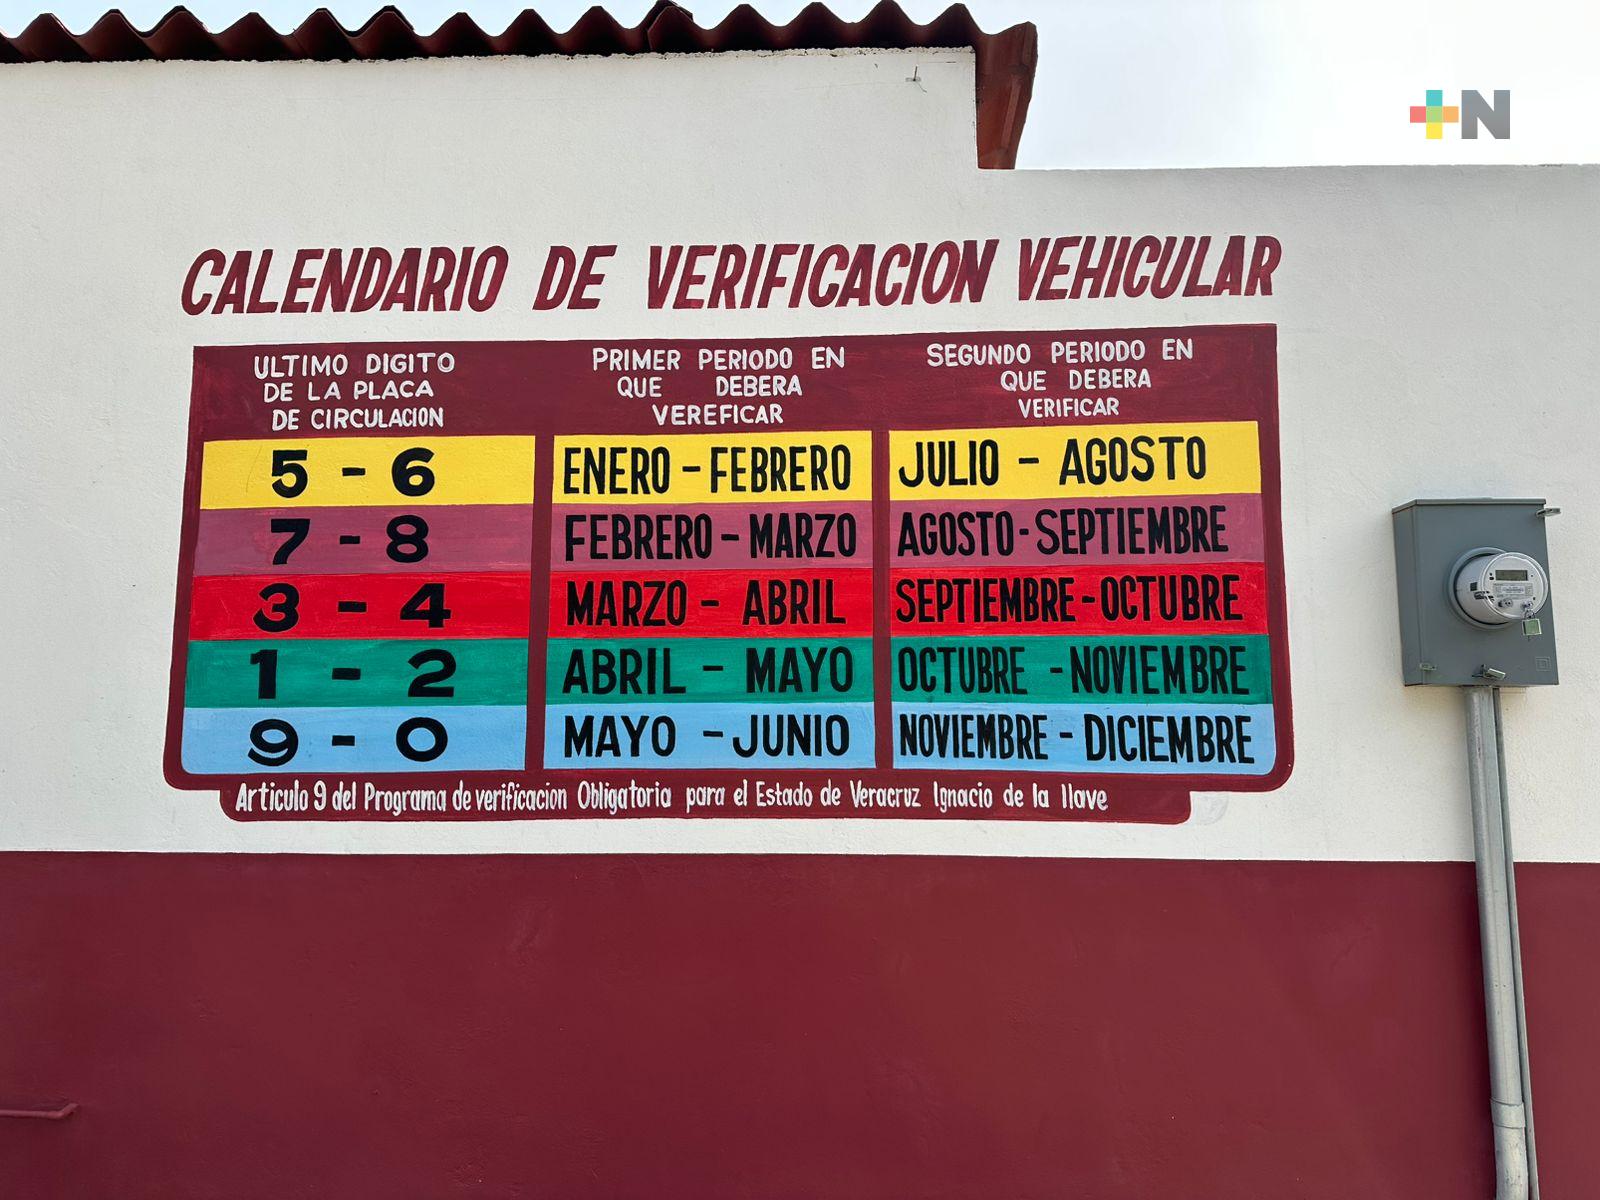 +N
CALENDARIO DE VERIFICACION VEHICULAR
ULTIMO DIGITO
DE LA PLACA
DE CIRCULACION
PRIMER PERIODO EN
QUE DEBERA
VEREFICAR
SEGUNDO PERIODO EN
QUE DEBERA
VERIFICAR
5 - 6 ENERO - FEBRERO JULIO - AGOSTO
7 - 8 FEBRERO - MARZO AGOSTO - SEPTIEMBRE
3 - 4 MARZO - ABRIL SEPTIEMBRE - OCTUBRE
1 - 2 ABRIL - MAYO OCTUBRE - NOVIEMBRE
9 - 0 MAYO - JUNIO NOVIEMBRE - DICIEMBRE
Articulo 9 del Programa de verificacion Obligatoria para el Estado de Veracruz Ignacio de la llave